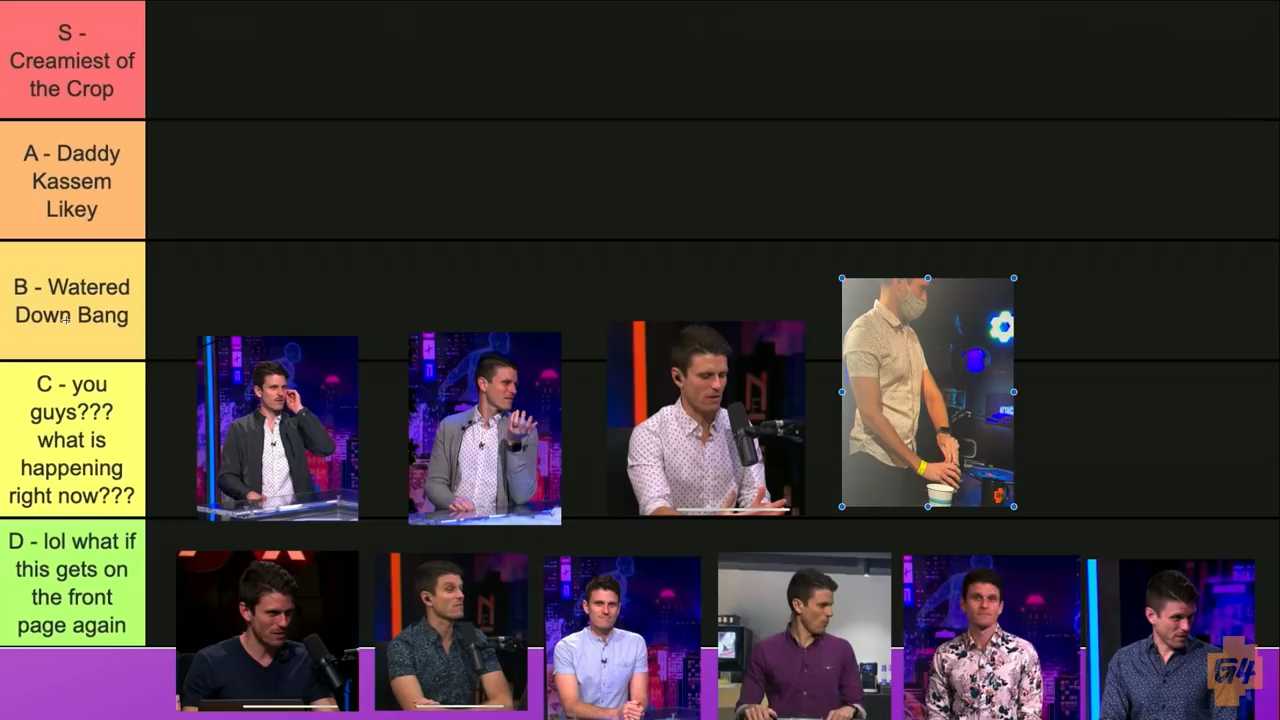 S -
Creamiest of
the Crop
A - Daddy
Kassem
Likey
B - Watered
Down Bang
C - you
guys???
what is
happening
right now???
D - lol what if
this gets on
the front
page again
G4